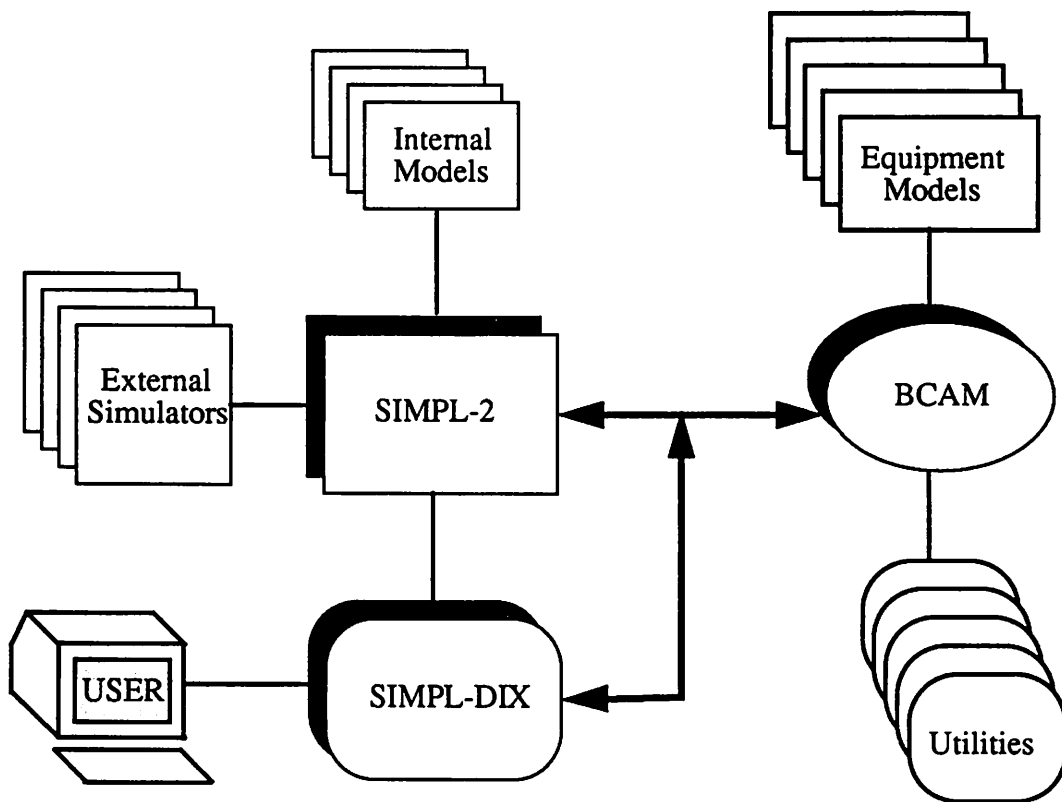 Internal
Models
Equipment
Models
External
Simulators
SIMPL-2
BCAM
USER
SIMPL-DIX
Utilities